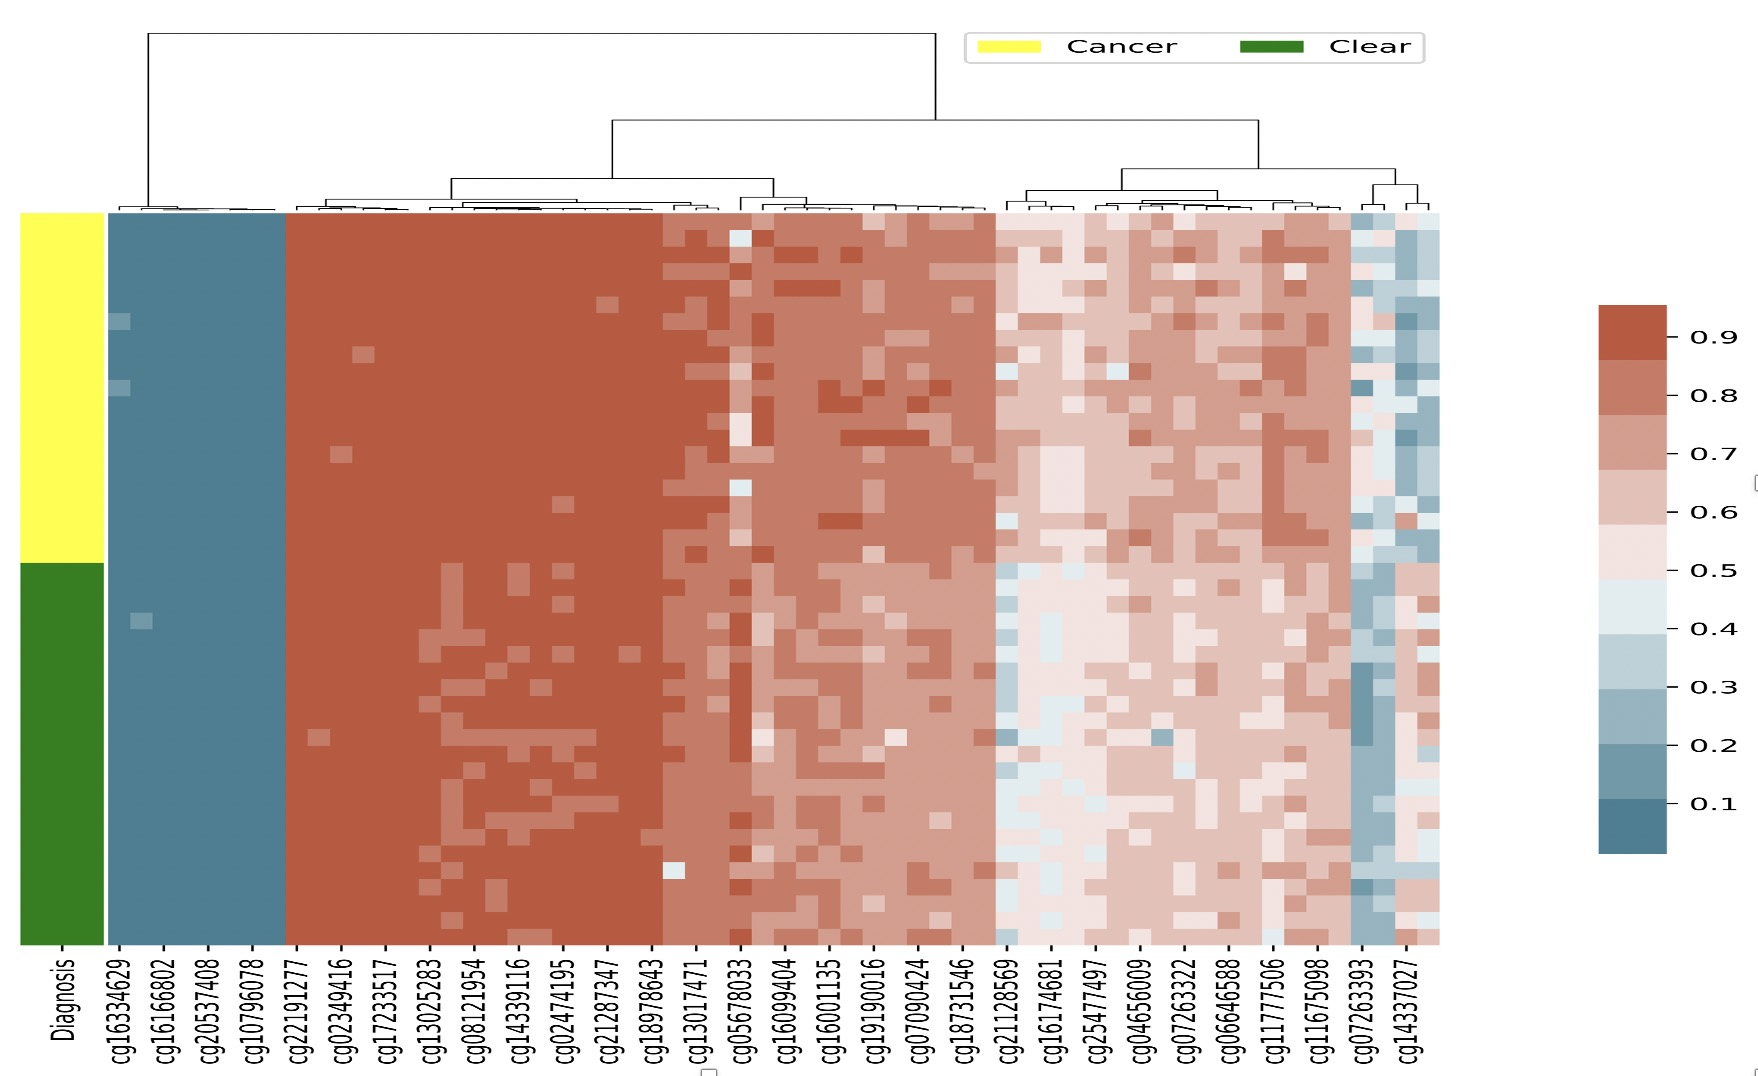 Cancer
Clear
0.9
0.8
0.7
0.6
0.5
0.4
0.3
0.2
0.1
Diagnosis
cg16334629
cg16166802
cg20537408
cg10796078
cg22191277
cg02349416
cg17233517
cg13025283
cg08121954
cg14339116
cg02474195
cg21287347
cg18978643
cg13017471
cg05678033
cg16099404
cg16001135
cg19190016
cg07090424
cg18731546
cg21128569
cg16174681
cg25477497
cg04656009
cg07263322
cg06646588
cg11777506
cg11675098
cg07263393
cg14337027